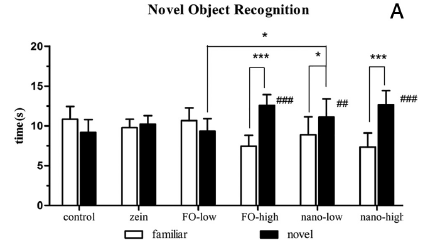 Novel Object Recognition
A
time(s)
20
15
10
5
0
*
***
*
***
###
##
###
control zein FO-low FO-high nano-low nano-high
familiar novel